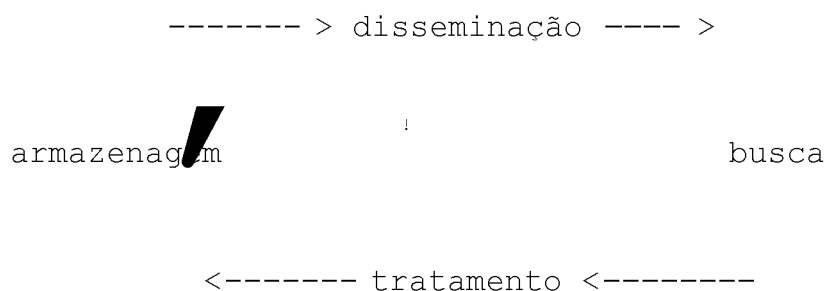 ------- > disseminação ---- >
!
armazenagem busca
<------- tratamento <--------